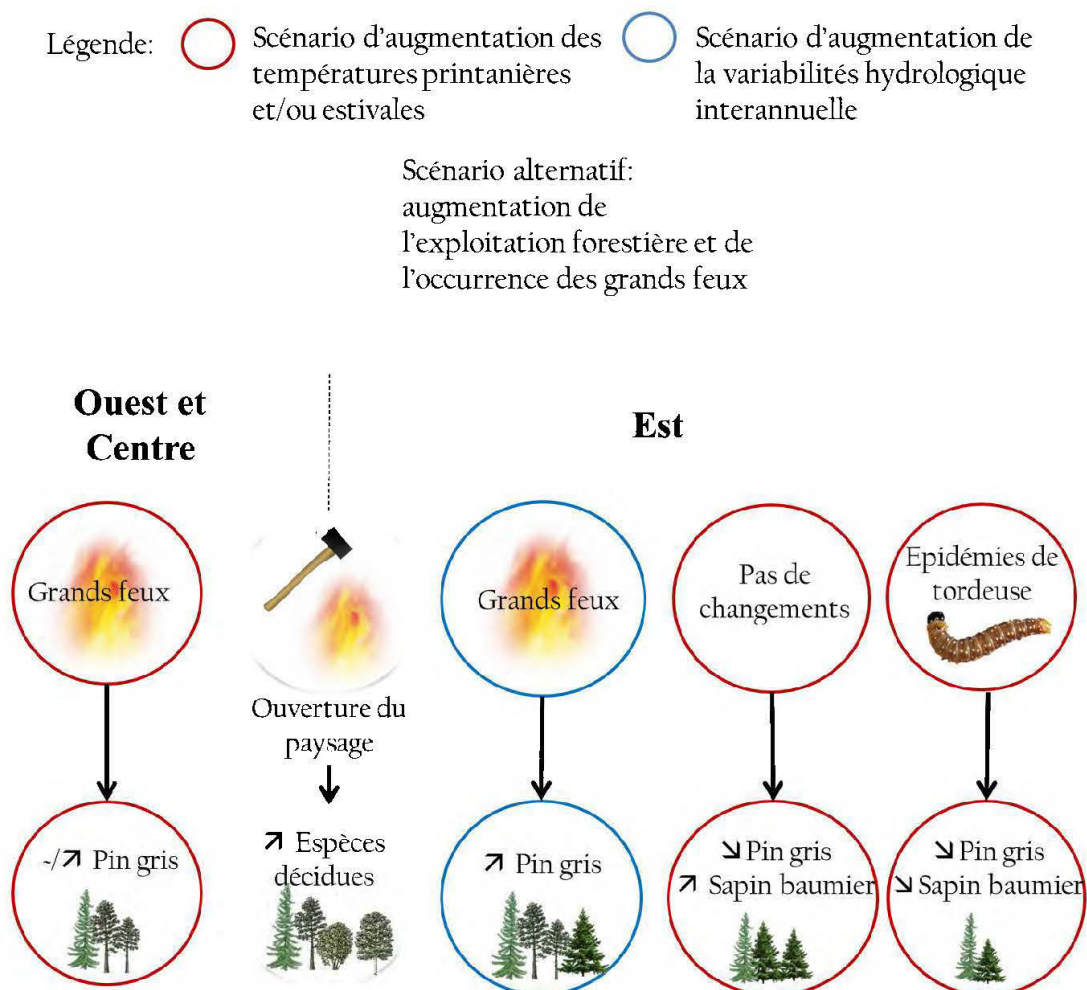 Légende:
Scénario d'augmentation des
températures printanières
et/ou estivales
Scénario d'augmentation de
la variabilités hydrologique
interannuelle
Scénario alternatif:
augmentation de
l'exploitation forestière et de
l'occurrence des grands feux
Ouest et
Centre
Est
Grands feux
Ouverture du
paysage
Grands feux
Pas de
changements
Epidémies de
tordeuse
~/↗ Pin gris
↗ Espèces
décidues
↗ Pin gris
↘ Pin gris
↗ Sapin baumier
↘ Pin gris
↘ Sapin baumier